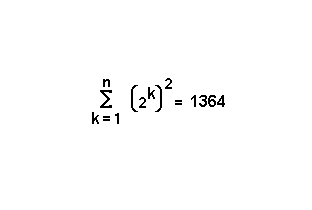 n
∑ (2^k)^2 = 1364
k = 1